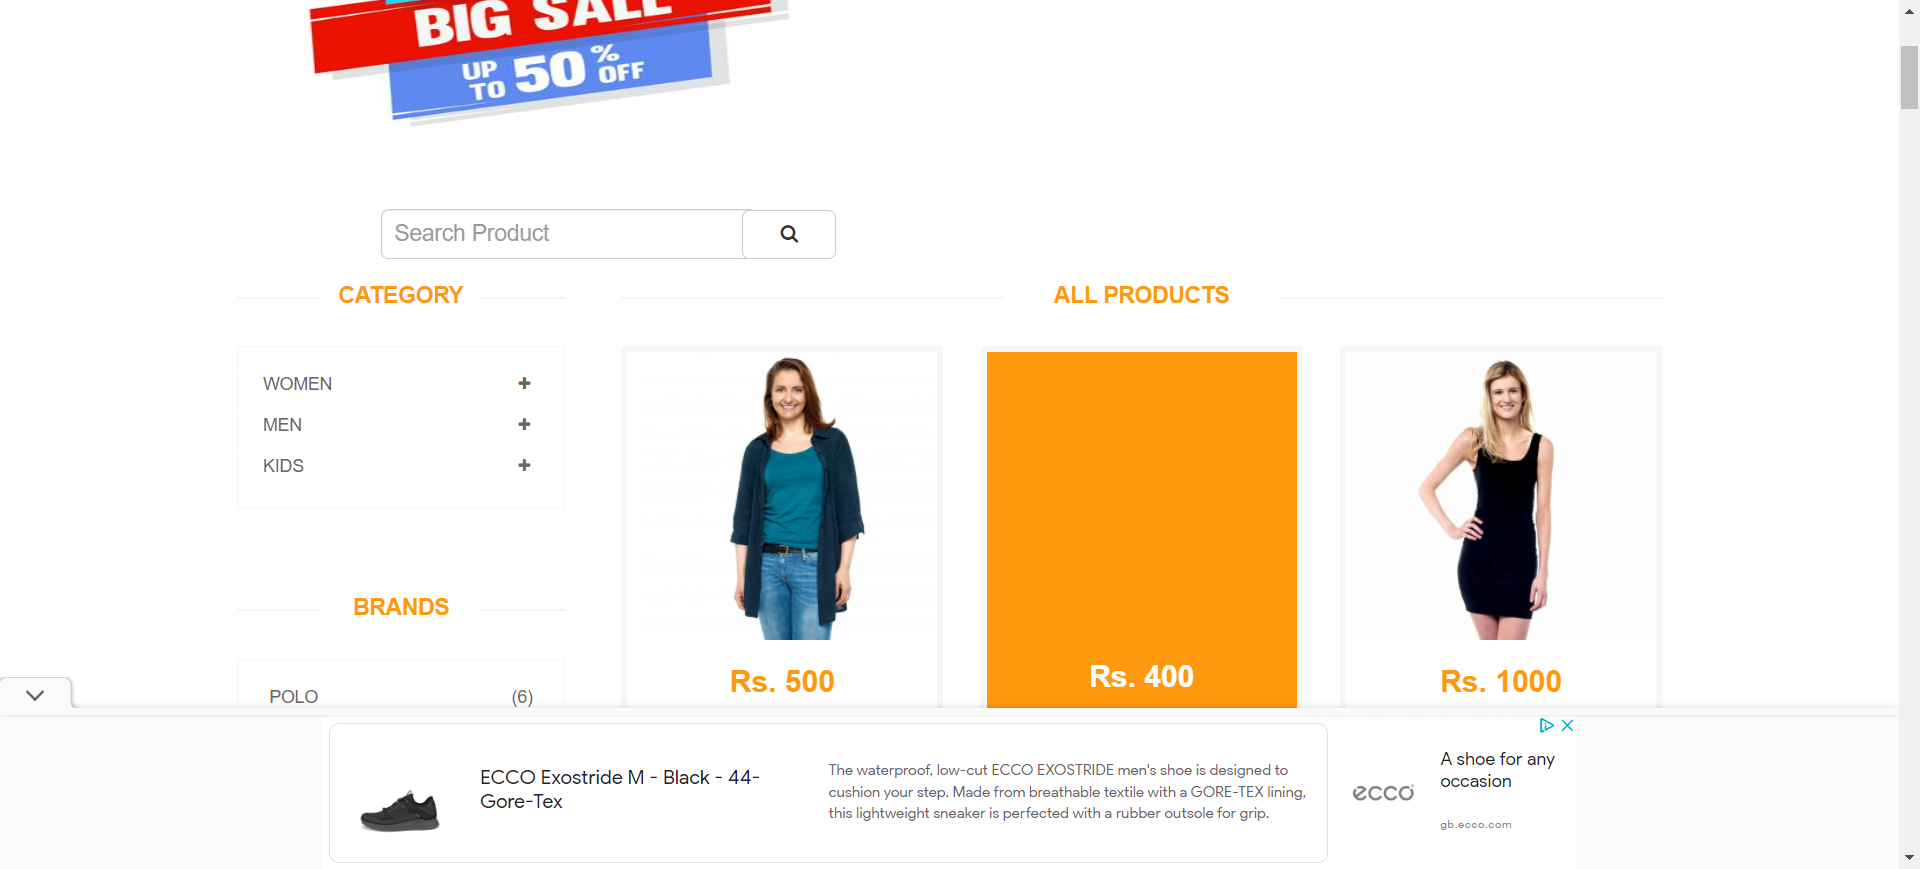 BIG SALE
UP TO 50% OFF
Search Product
CATEGORY
WOMEN
MEN
KIDS
BRANDS
POLO (6)
ALL PRODUCTS
Rs. 500
Rs. 400
Rs. 1000
ECCO Exostride M - Black - 44-
Gore-Tex
The waterproof, low-cut ECCO EXOSTRIDE men's shoe is designed to
cushion your step. Made from breathable textile with a GORE-TEX lining,
this lightweight sneaker is perfected with a rubber outsole for grip.
ecco
A shoe for any
occasion
gb.ecco.com